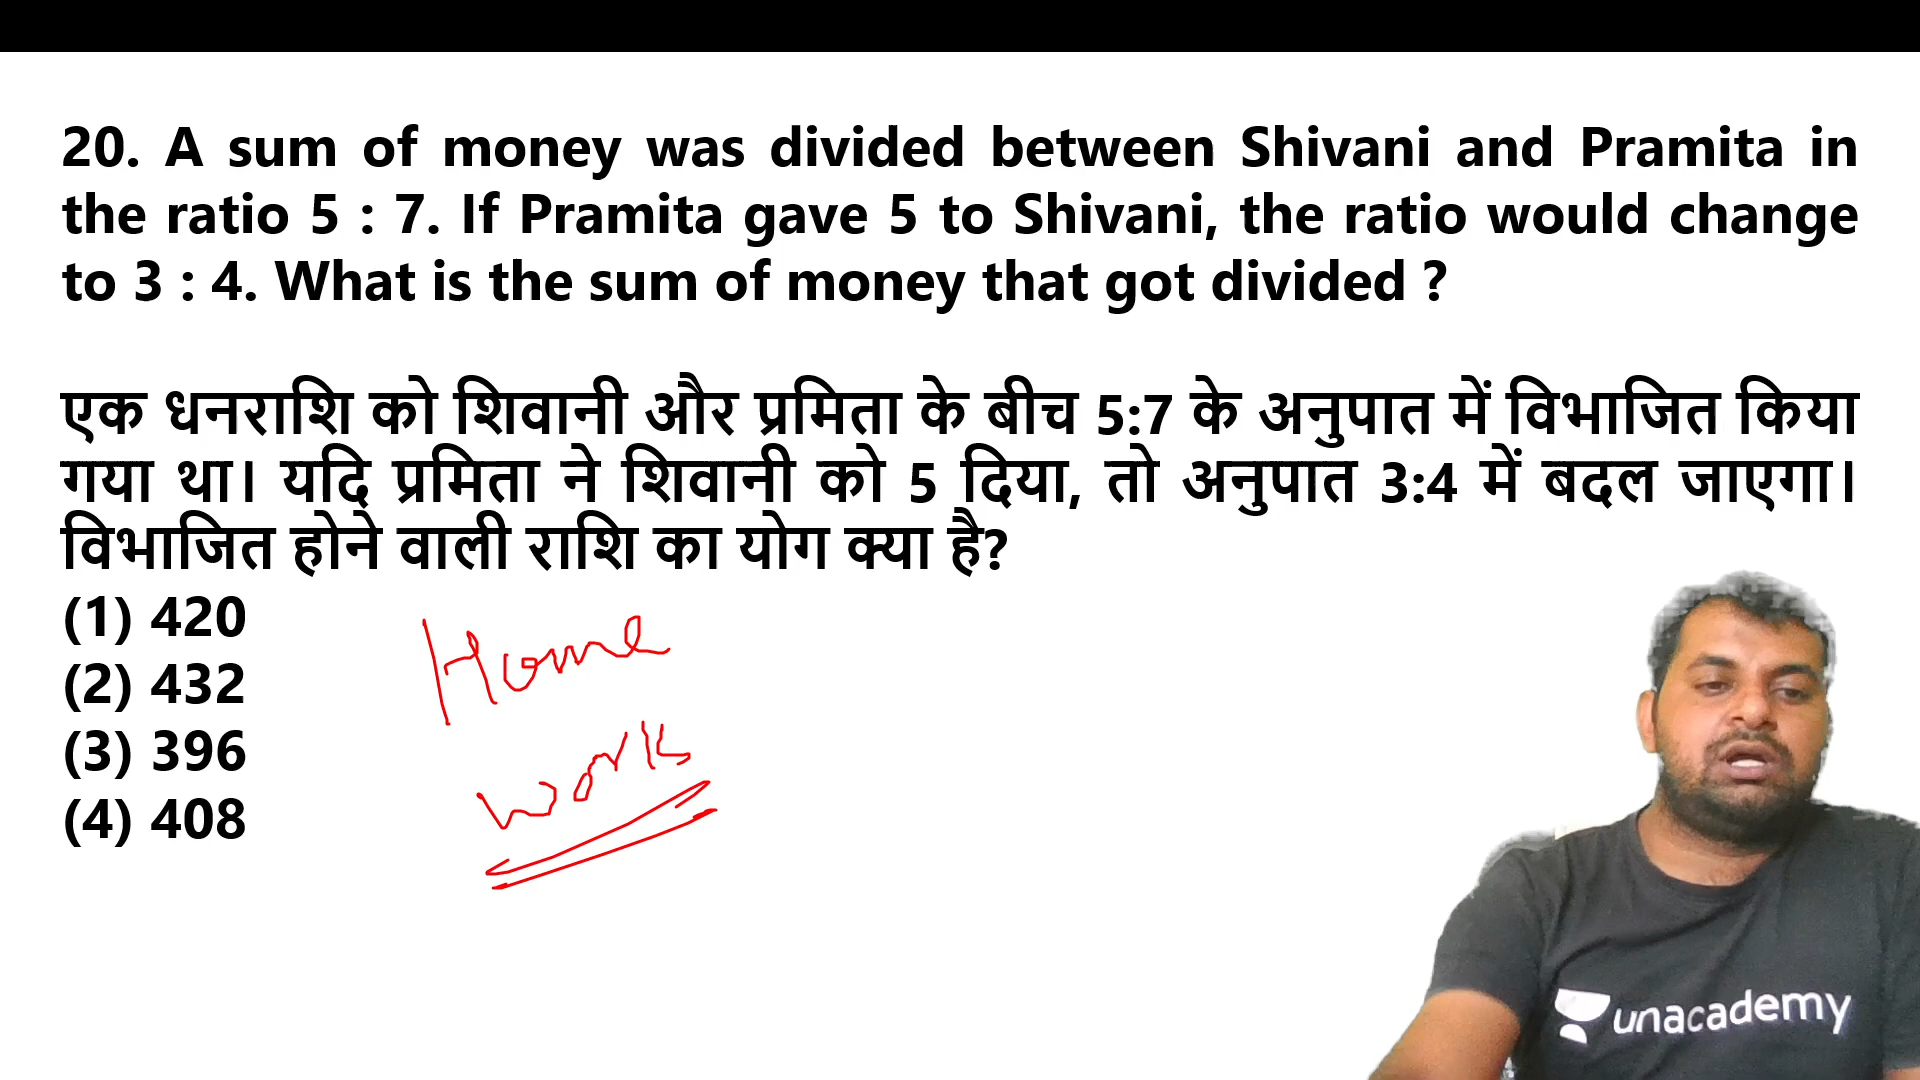 20. A sum of money was divided between Shivani and Pramita in
the ratio 5 : 7. If Pramita gave 5 to Shivani, the ratio would change
to 3 : 4. What is the sum of money that got divided ?
एक धनराशि को शिवानी और प्रमिता के बीच 5:7 के अनुपात में विभाजित किया
गया था। यदि प्रमिता ने शिवानी को 5 दिया, तो अनुपात 3:4 में बदल जाएगा।
विभाजित होने वाली राशि का योग क्या है?
(1) 420
(2) 432
(3) 396
(4) 408
Home
work
unacademy